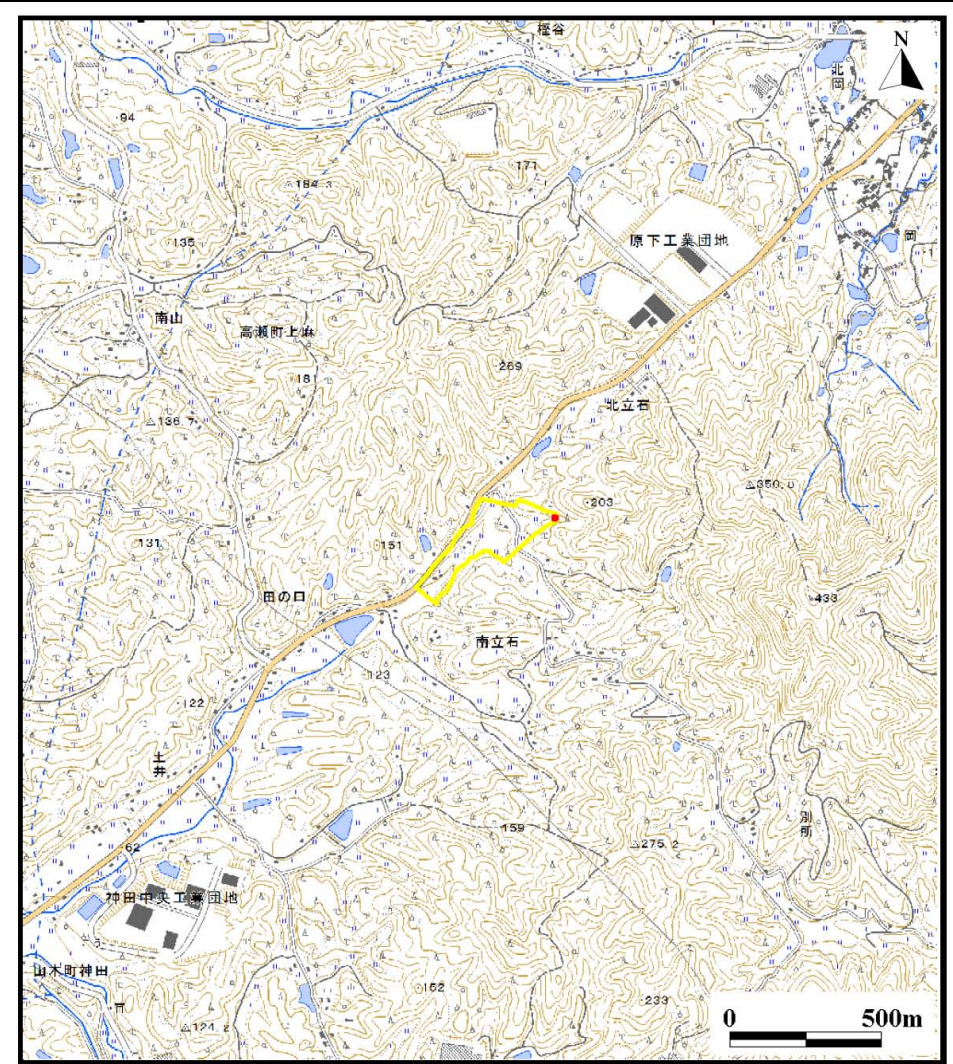 樫谷
N
北岡
94
171
184.3
原下工業団地
岡
135
南山
高瀬町上麻
269
181
北立石
136.7
350.0
203
131
151
433
田の口
南立石
123
122
土井
別所
159
275.2
62
神田中央工業団地
山本町神田
152
233
124.2
0 500m